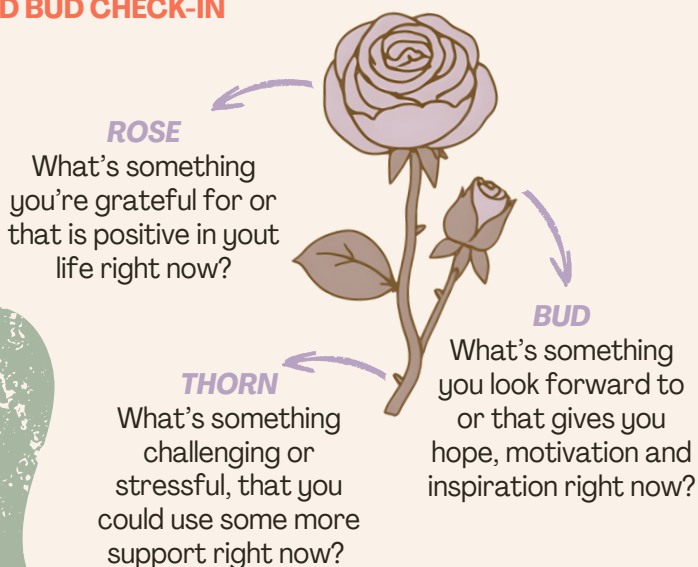 D BUD CHECK-IN
ROSE
What's something
you're grateful for or
that is positive in yout
life right now?
BUD
What's something
you look forward to
or that gives you
hope, motivation and
inspiration right now?
THORN
What's something
challenging or
stressful, that you
could use some more
support right now?